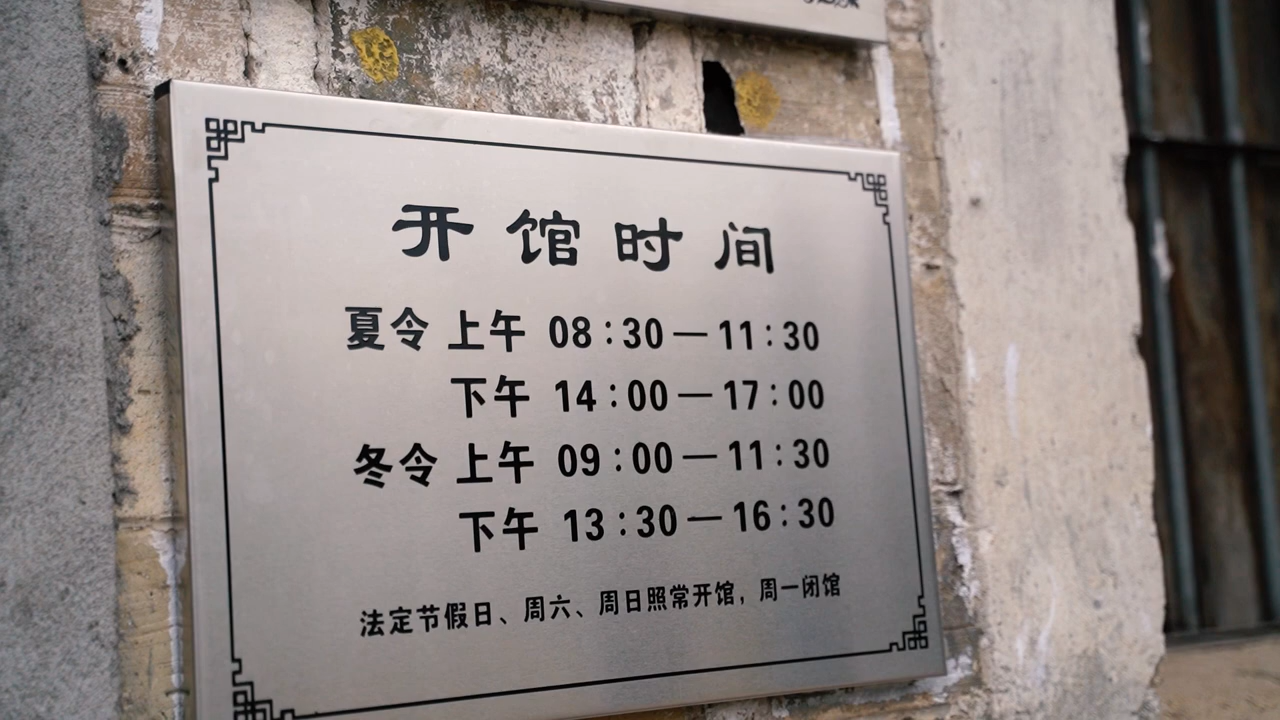 开馆时间
夏令 上午 08:30—11:30
下午 14:00—17:00
冬令 上午 09:00—11:30
下午 13:30—16:30
法定节假日、周六、周日照常开馆，周一闭馆